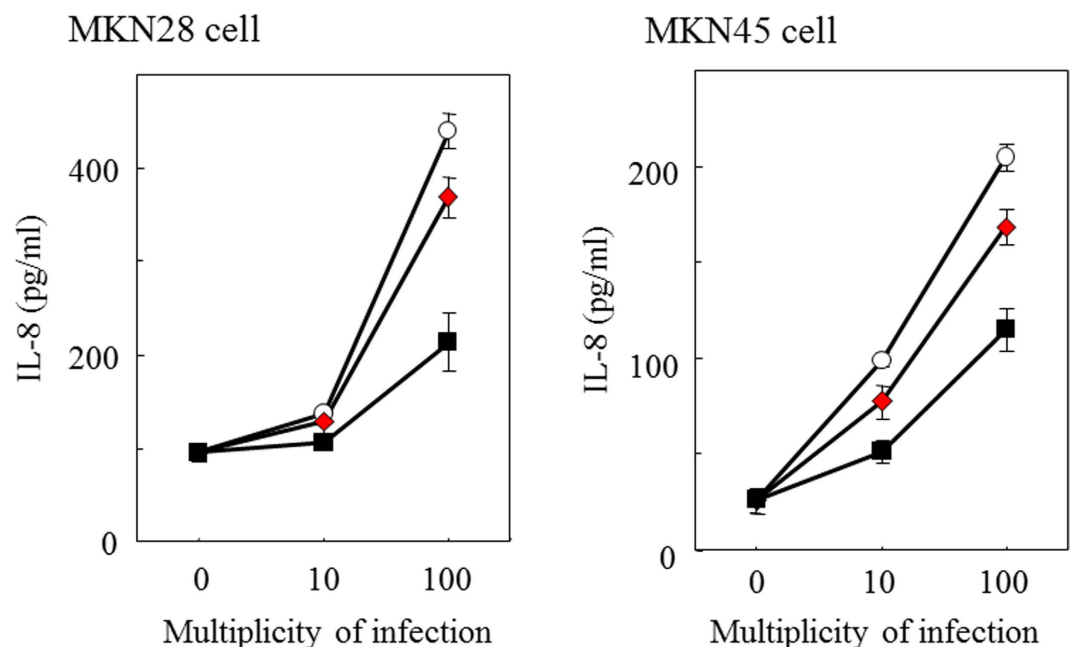 MKN28 cell
IL-8 (pg/ml)
400
200
0
0 10 100
Multiplicity of infection
MKN45 cell
IL-8 (pg/ml)
200
100
0
0 10 100
Multiplicity of infection